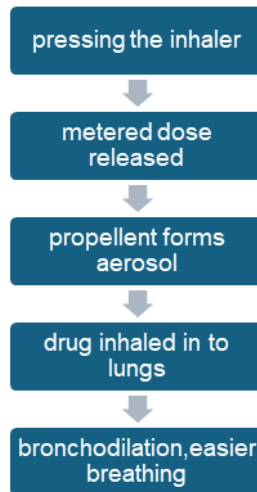 pressing the inhaler
metered dose
released
propellent forms
aerosol
drug inhaled in to
lungs
bronchodilation,easier
breathing